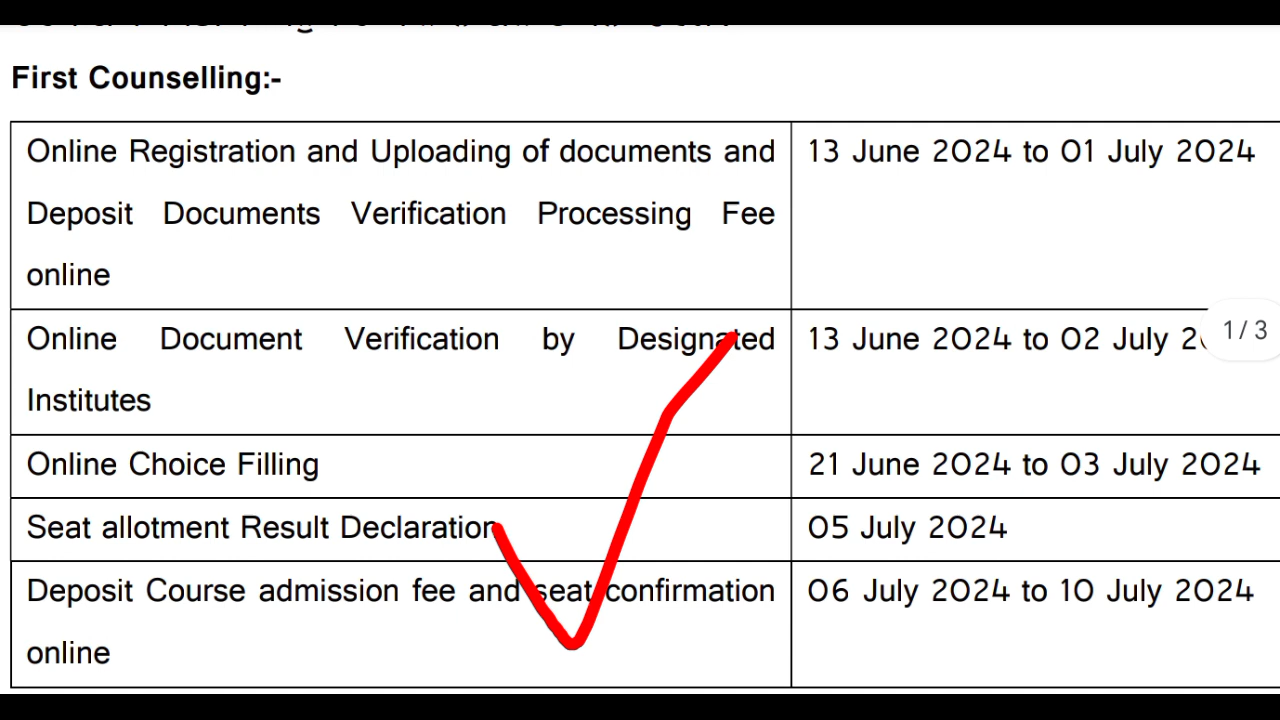 First Counselling:-
Online Registration and Uploading of documents and
Deposit Documents Verification Processing Fee
online
13 June 2024 to 01 July 2024
Online Document Verification by Designated
Institutes
13 June 2024 to 02 July
1/3
Online Choice Filling
21 June 2024 to 03 July 2024
Seat allotment Result Declaration
05 July 2024
Deposit Course admission fee and seat confirmation
online
06 July 2024 to 10 July 2024